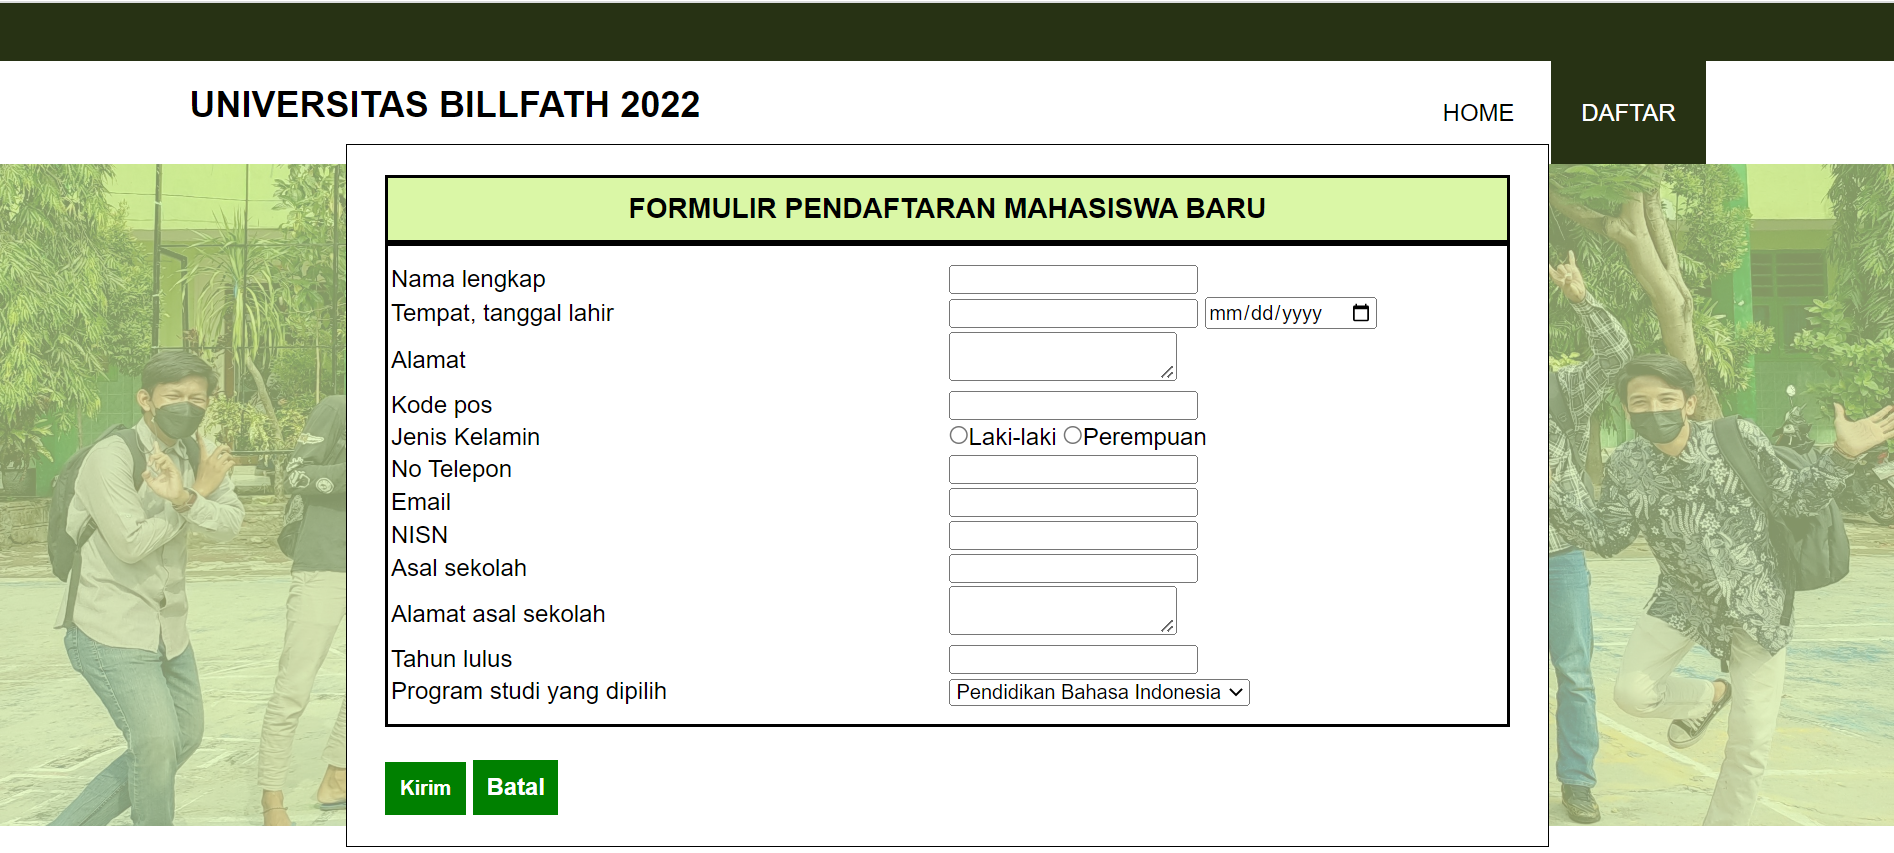 UNIVERSITAS BILLFATH 2022
HOME
DAFTAR
FORMULIR PENDAFTARAN MAHASISWA BARU
Nama lengkap
Tempat, tanggal lahir mm/dd/yyyy
Alamat
Kode pos
Jenis Kelamin Laki-laki Perempuan
No Telepon
Email
NISN
Asal sekolah
Alamat asal sekolah
Tahun lulus
Program studi yang dipilih Pendidikan Bahasa Indonesia
Kirim Batal